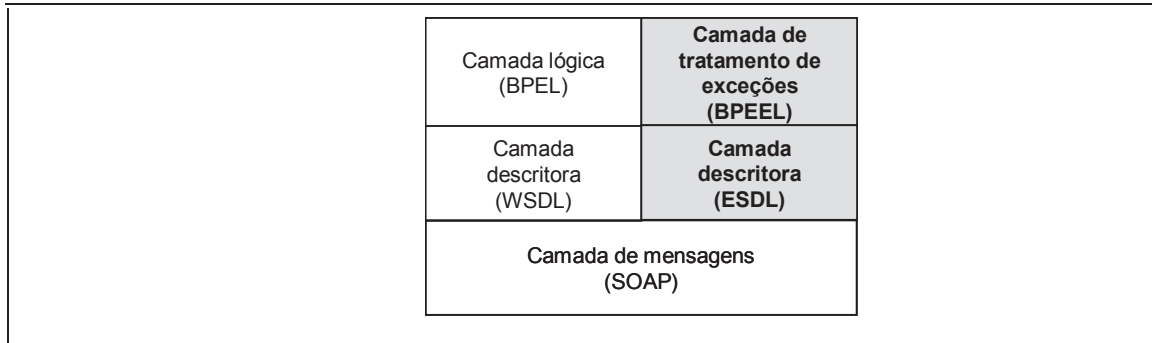 Camada lógica
(BPEL)
Camada de
tratamento de
exceções
(BPEEL)
Camada
descritora
(WSDL)
Camada
descritora
(ESDL)
Camada de mensagens
(SOAP)